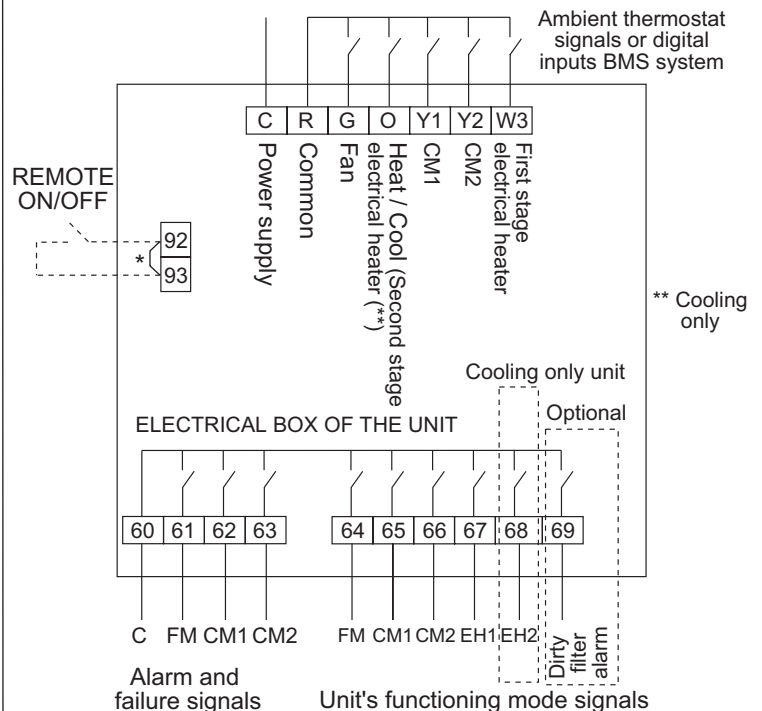 Ambient thermostat
signals or digital
inputs BMS system
C R G O Y1 Y2 W3
Power supply
Common
Fan
Heat / Cool (Second stage
electrical heater (**)
CM1
CM2
First stage
electrical heater
REMOTE
ON/OFF
*
92
93
** Cooling
only
Cooling only unit
Optional
ELECTRICAL BOX OF THE UNIT
60 61 62 63 64 65 66 67 68 69
C FM CM1 CM2 FM CM1 CM2 EH1 EH2
Dirty
filter
alarm
Alarm and
failure signals
Unit's functioning mode signals